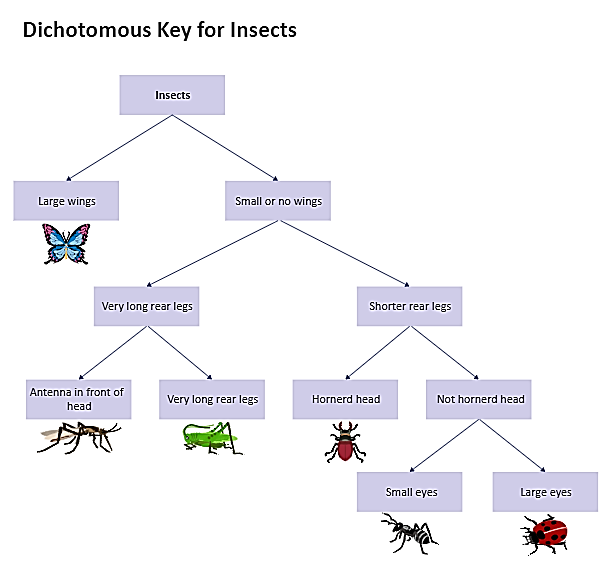 Dichotomous Key for Insects
Insects
Large wings
Small or no wings
Very long rear legs
Shorter rear legs
Antenna in front of
head
Very long rear legs
Hornerd head
Not hornerd head
Small eyes
Large eyes